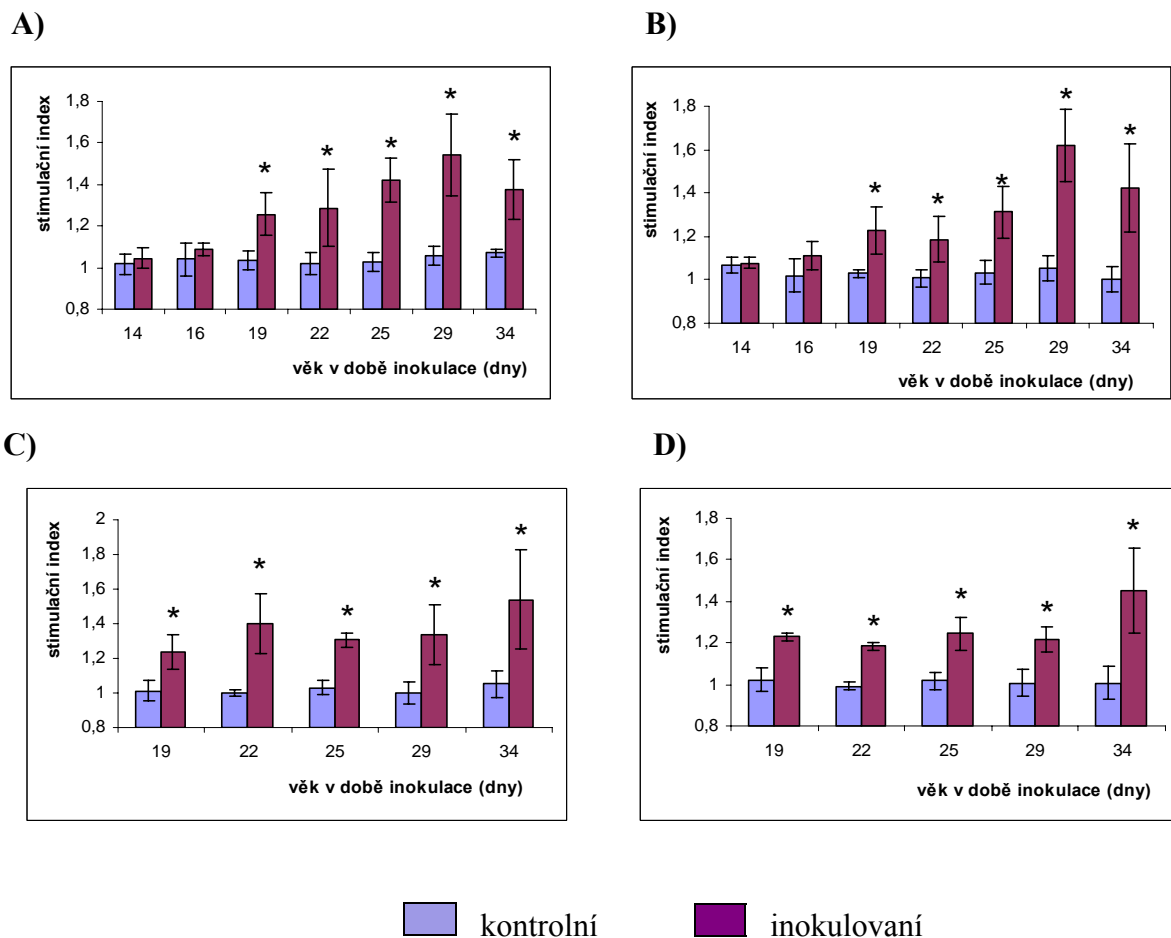 A)
stimulační index
1,8
*
*
*
*
*
1,6
1,4
1,2
1
0,8
14 16 19 22 25 29 34
věk v době inokulace (dny)
B)
stimulační index
1,8
*
*
*
*
*
1,6
1,4
1,2
1
0,8
14 16 19 22 25 29 34
věk v době inokulace (dny)
C)
stimulační index
2
*
*
*
*
*
1,8
1,6
1,4
1,2
1
0,8
19 22 25 29 34
věk v době inokulace (dny)
D)
stimulační index
1,8
*
*
*
*
*
1,6
1,4
1,2
1
0,8
19 22 25 29 34
věk v době inokulace (dny)
kontrolní inokulovaní